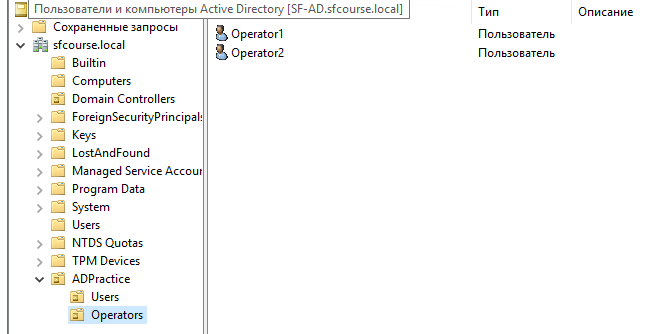 Пользователи и компьютеры Active Directory [SF-AD.sfcourse.local]
Тип
Описание
Сохраненные запросы
sfcourse.local
Builtin
Computers
Domain Controllers
ForeignSecurityPrincipals
Keys
LostAndFound
Managed Service Accour
Program Data
System
Users
NTDS Quotas
TPM Devices
ADPractice
Users
Operators
Operator1 Пользователь
Operator2 Пользователь